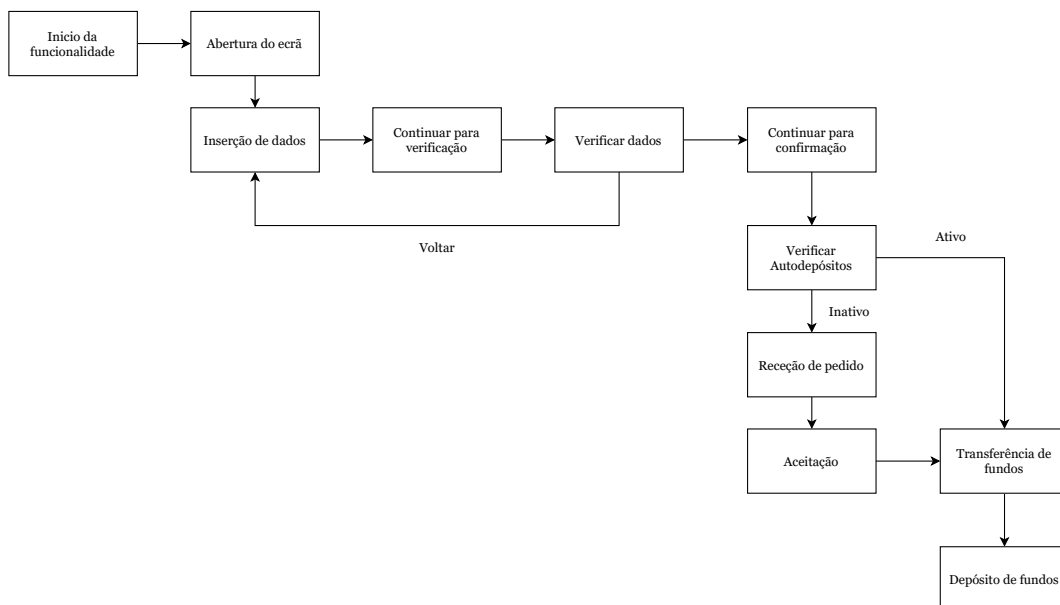 Inicio da
funcionalidade
Abertura do ecrã
Inserção de dados
Continuar para
verificação
Verificar dados
Continuar para
confirmação
Voltar
Verificar
Autodepósitos
Ativo
Inativo
Receção de pedido
Aceitação
Transferência de
fundos
Depósito de fundos